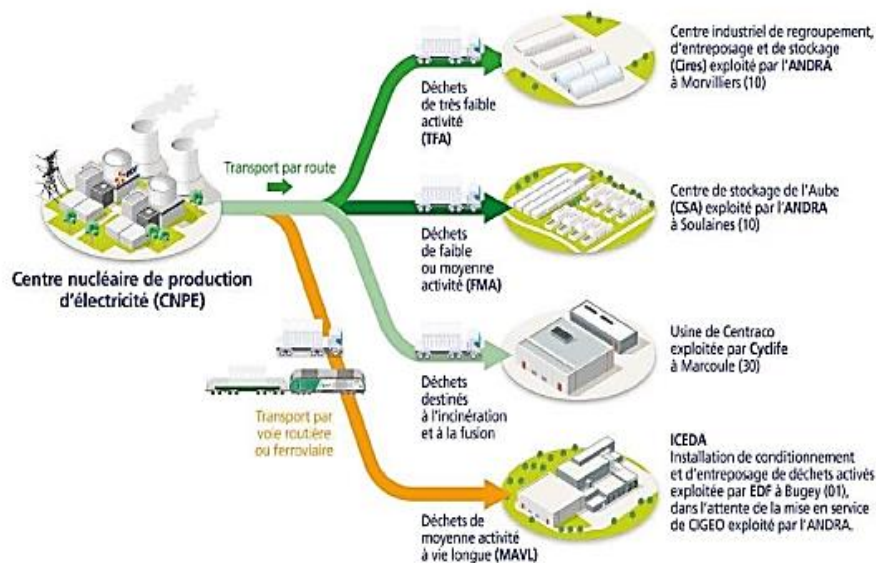 Centre nucléaire de production
d'électricité (CNPE)
EDF
Transport par route
Transport par
voie routière
ou ferroviaire
Déchets
de très faible
activité
(TFA)
Centre industriel de regroupement,
d'entreposage et de stockage
(Cires) exploité par l'ANDRA
à Morvilliers (10)
Déchets
de faible
ou moyenne
activité (FMA)
Centre de stockage de l'Aube
(CSA) exploité par l'ANDRA
à Soulaines (10)
Déchets
destinés
à l'incinération
et à la fusion
Usine de Centraco
exploitée par Cyclife
à Marcoule (30)
Déchets de
moyenne activité
à vie longue (MAVL)
ICEDA
Installation de conditionnement
et d'entreposage de déchets activés
exploitée par EDF à Bugey (01),
dans l'attente de la mise en service
de CIGEO exploité par l'ANDRA.